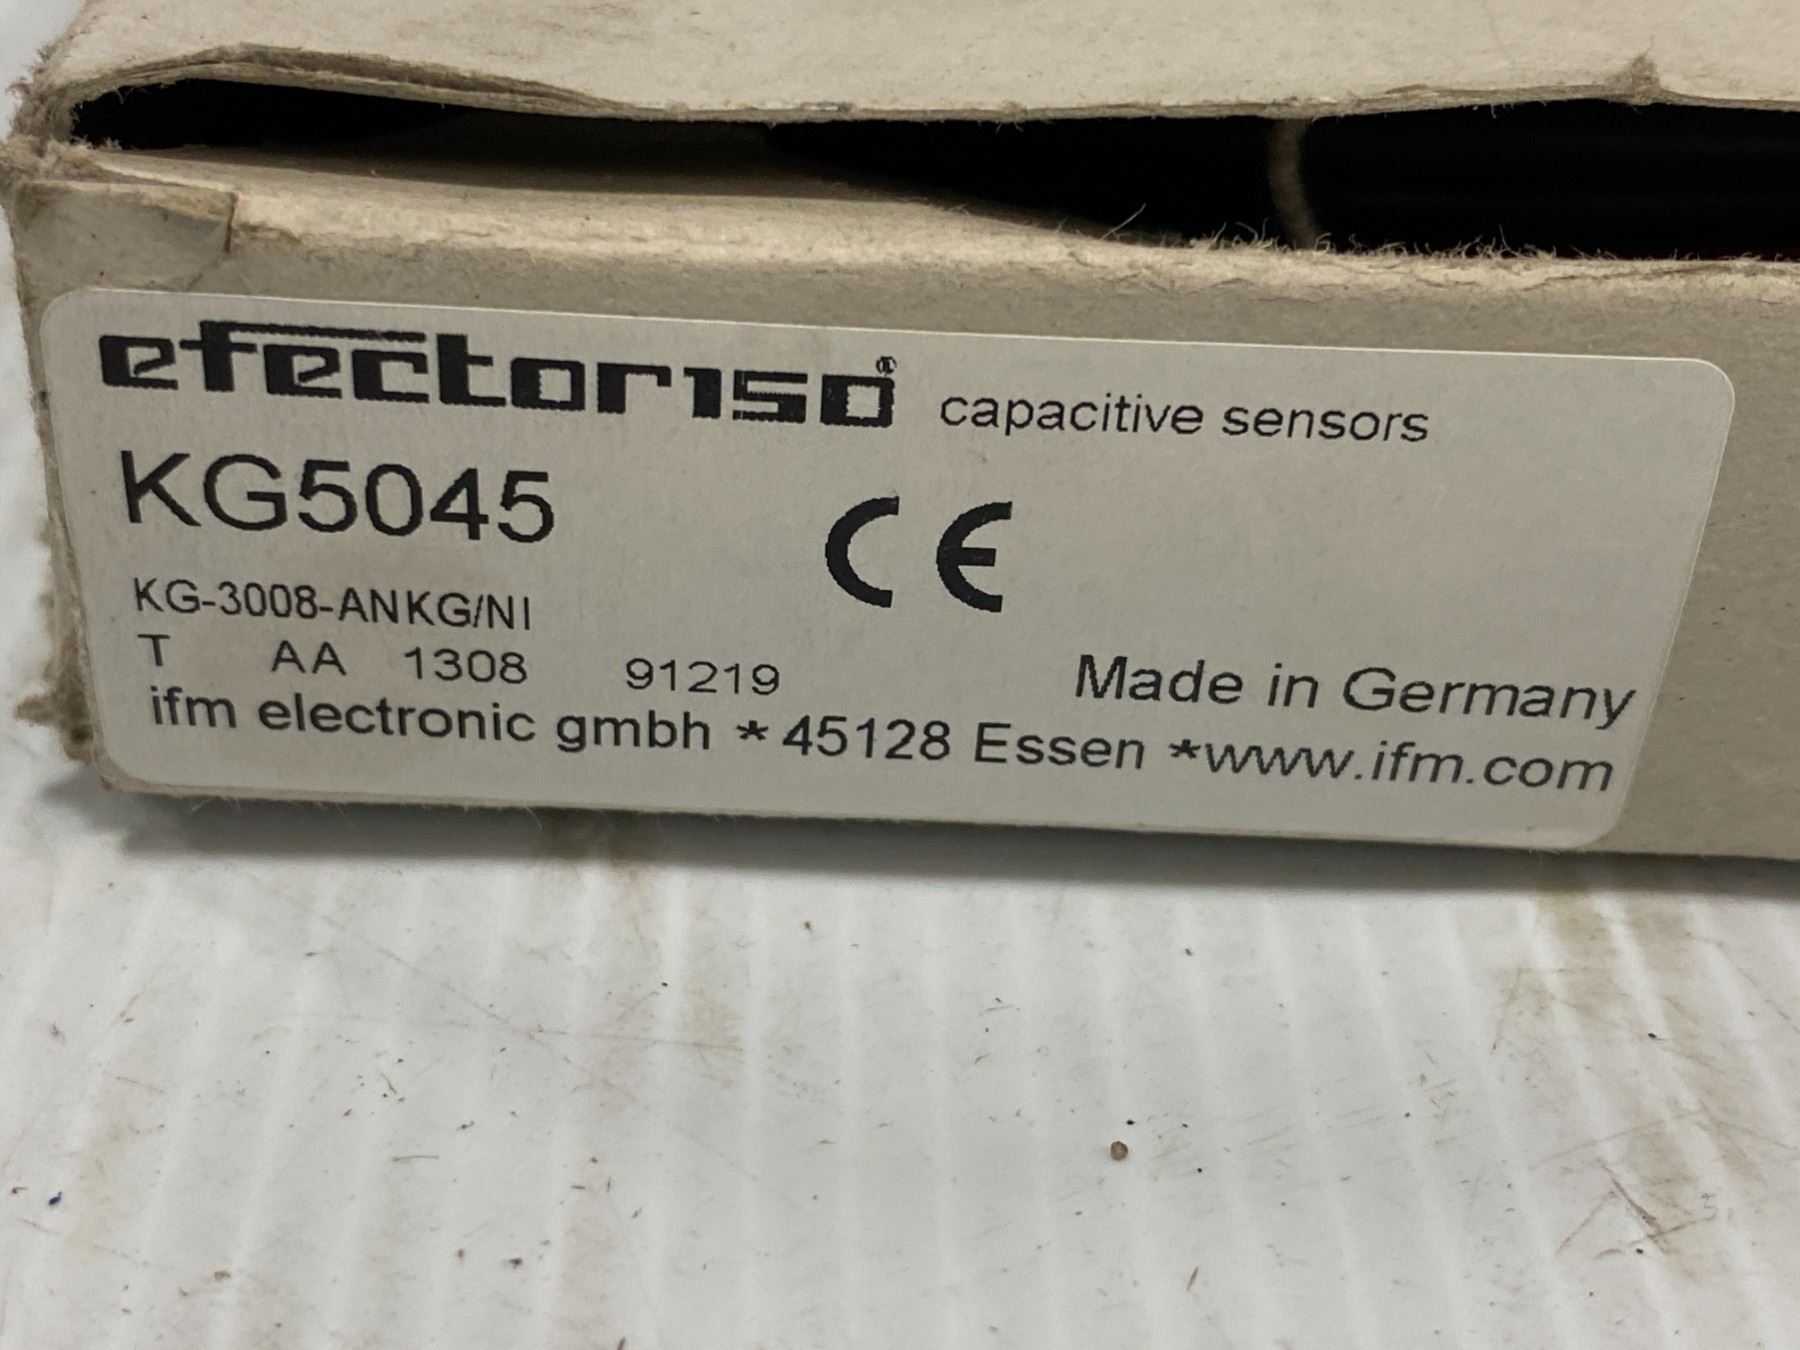 efector150® capacitive sensors
KG5045
CE
KG-3008-ANKG/NI
T AA 1308 91219
Made in Germany
ifm electronic gmbh * 45128 Essen *www.ifm.com